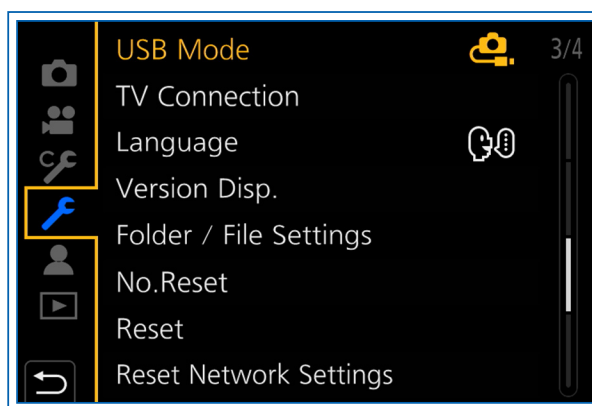 USB Mode
3/4
TV Connection
Language
Version Disp.
Folder / File Settings
No.Reset
Reset
Reset Network Settings
C